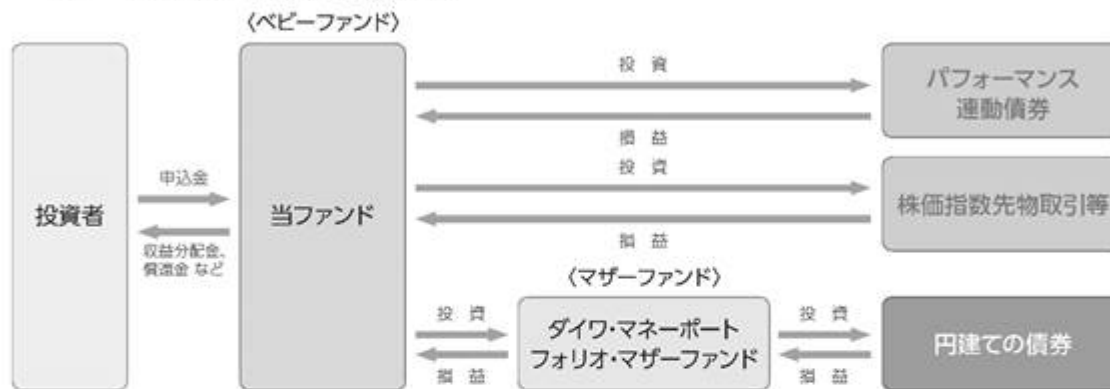 〈ベビーファンド〉
投資者
申込金
収益分配金、
償還金 など
当ファンド
投 資
損 益
パフォーマンス
連動債券
投 資
損 益
株価指数先物取引等
〈マザーファンド〉
投 資
損 益
ダイワ・マネーポート
フォリオ・マザーファンド
投 資
損 益
円建ての債券